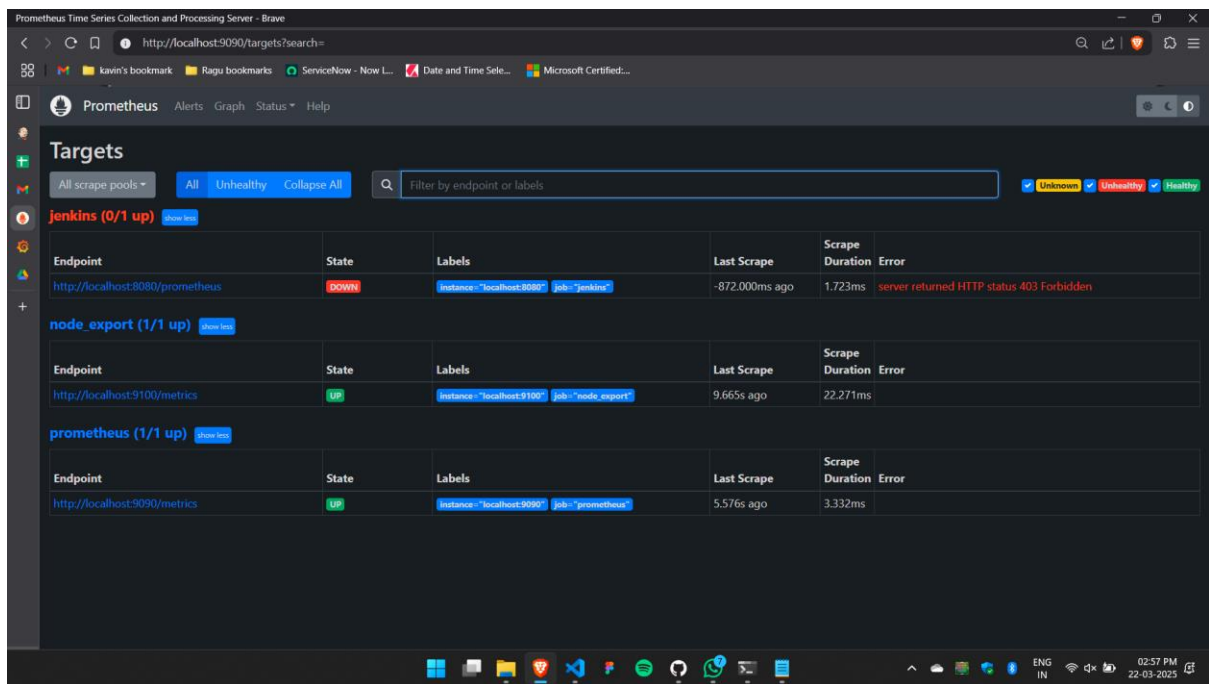 Prometheus Time Series Collection and Processing Server - Brave
http://localhost:9090/targets?search=
kavin's bookmark Ragu bookmarks ServiceNow - Now L... Date and Time Sele... Microsoft Certified:...
Prometheus Alerts Graph Status Help
Targets
All scrape pools All Unhealthy Collapse All Filter by endpoint or labels Unknown Unhealthy Healthy
jenkins (0/1 up) show less
Endpoint State Labels Last Scrape Scrape Duration Error
http://localhost:8080/prometheus DOWN instance="localhost:8080" job="jenkins" -872.000ms ago 1.723ms server returned HTTP status 403 Forbidden
node_export (1/1 up) show less
Endpoint State Labels Last Scrape Scrape Duration Error
http://localhost:9100/metrics UP instance="localhost:9100" job="node_export" 9.665s ago 22.271ms
prometheus (1/1 up) show less
Endpoint State Labels Last Scrape Scrape Duration Error
http://localhost:9090/metrics UP instance="localhost:9090" job="prometheus" 5.576s ago 3.332ms
ENG 02:57 PM
IN 22-03-2025